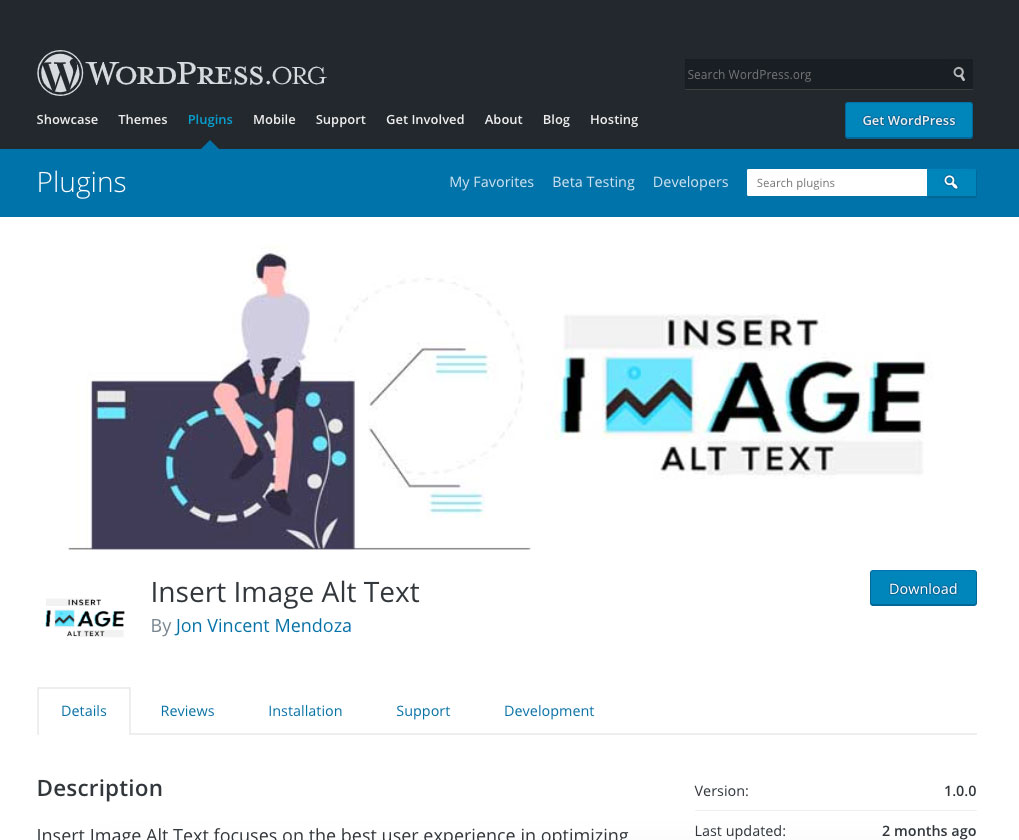 WORDPRESS.ORG
Search WordPress.org
Showcase Themes Plugins Mobile Support Get Involved About Blog Hosting
Get WordPress
Plugins
My Favorites Beta Testing Developers
Search plugins
INSERT
IMAGE
ALT TEXT
INSERT
IMAGE
ALT TEXT
Insert Image Alt Text
By Jon Vincent Mendoza
Download
Details Reviews Installation Support Development
Description
Insert Image Alt Text focuses on the best user experience in optimizing
Version: 1.0.0
Last updated: 2 months ago